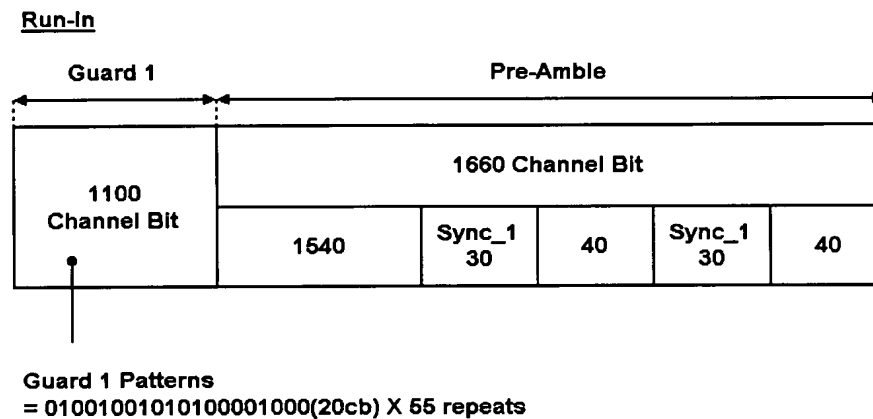 Run-in
Guard 1
Pre-Amble
1100
Channel Bit
1660 Channel Bit
1540
Sync_1
30
40
Sync_1
30
40
Guard 1 Patterns
= 01001001010100001000(20cb) X 55 repeats